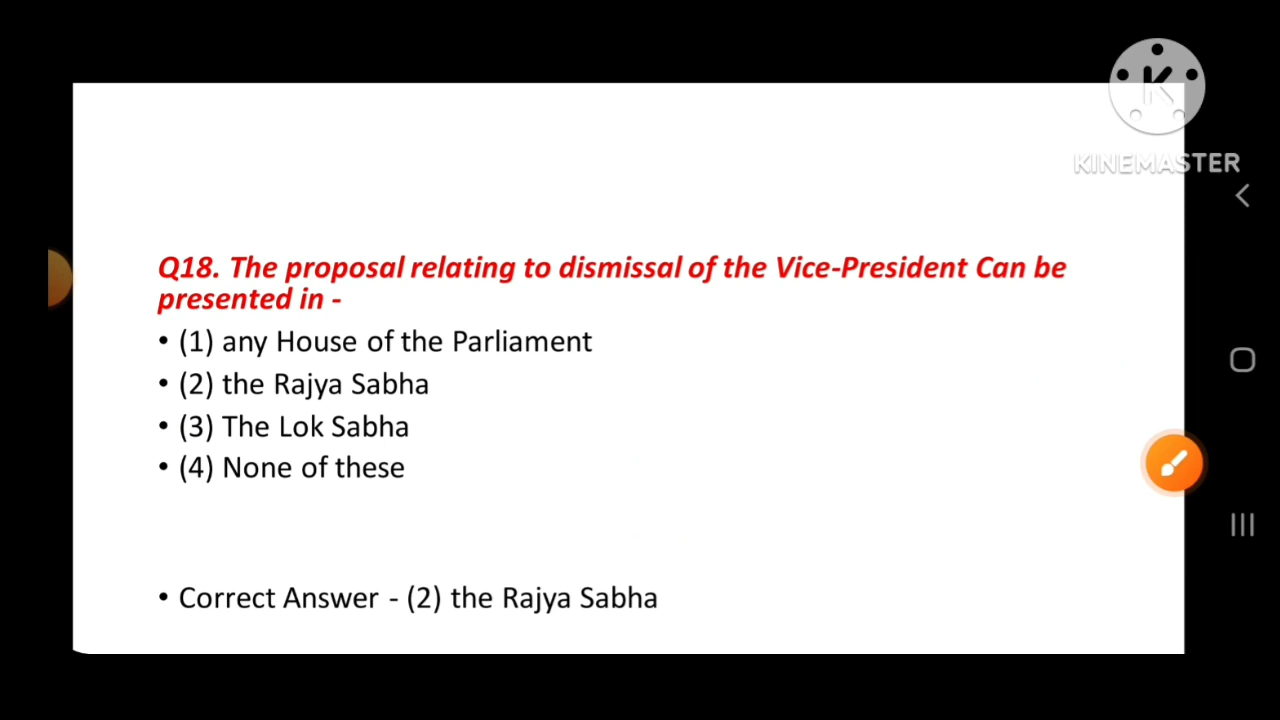 K
KINEMASTER
Q18. The proposal relating to dismissal of the Vice-President Can be
presented in -
• (1) any House of the Parliament
• (2) the Rajya Sabha
• (3) The Lok Sabha
• (4) None of these
• Correct Answer - (2) the Rajya Sabha